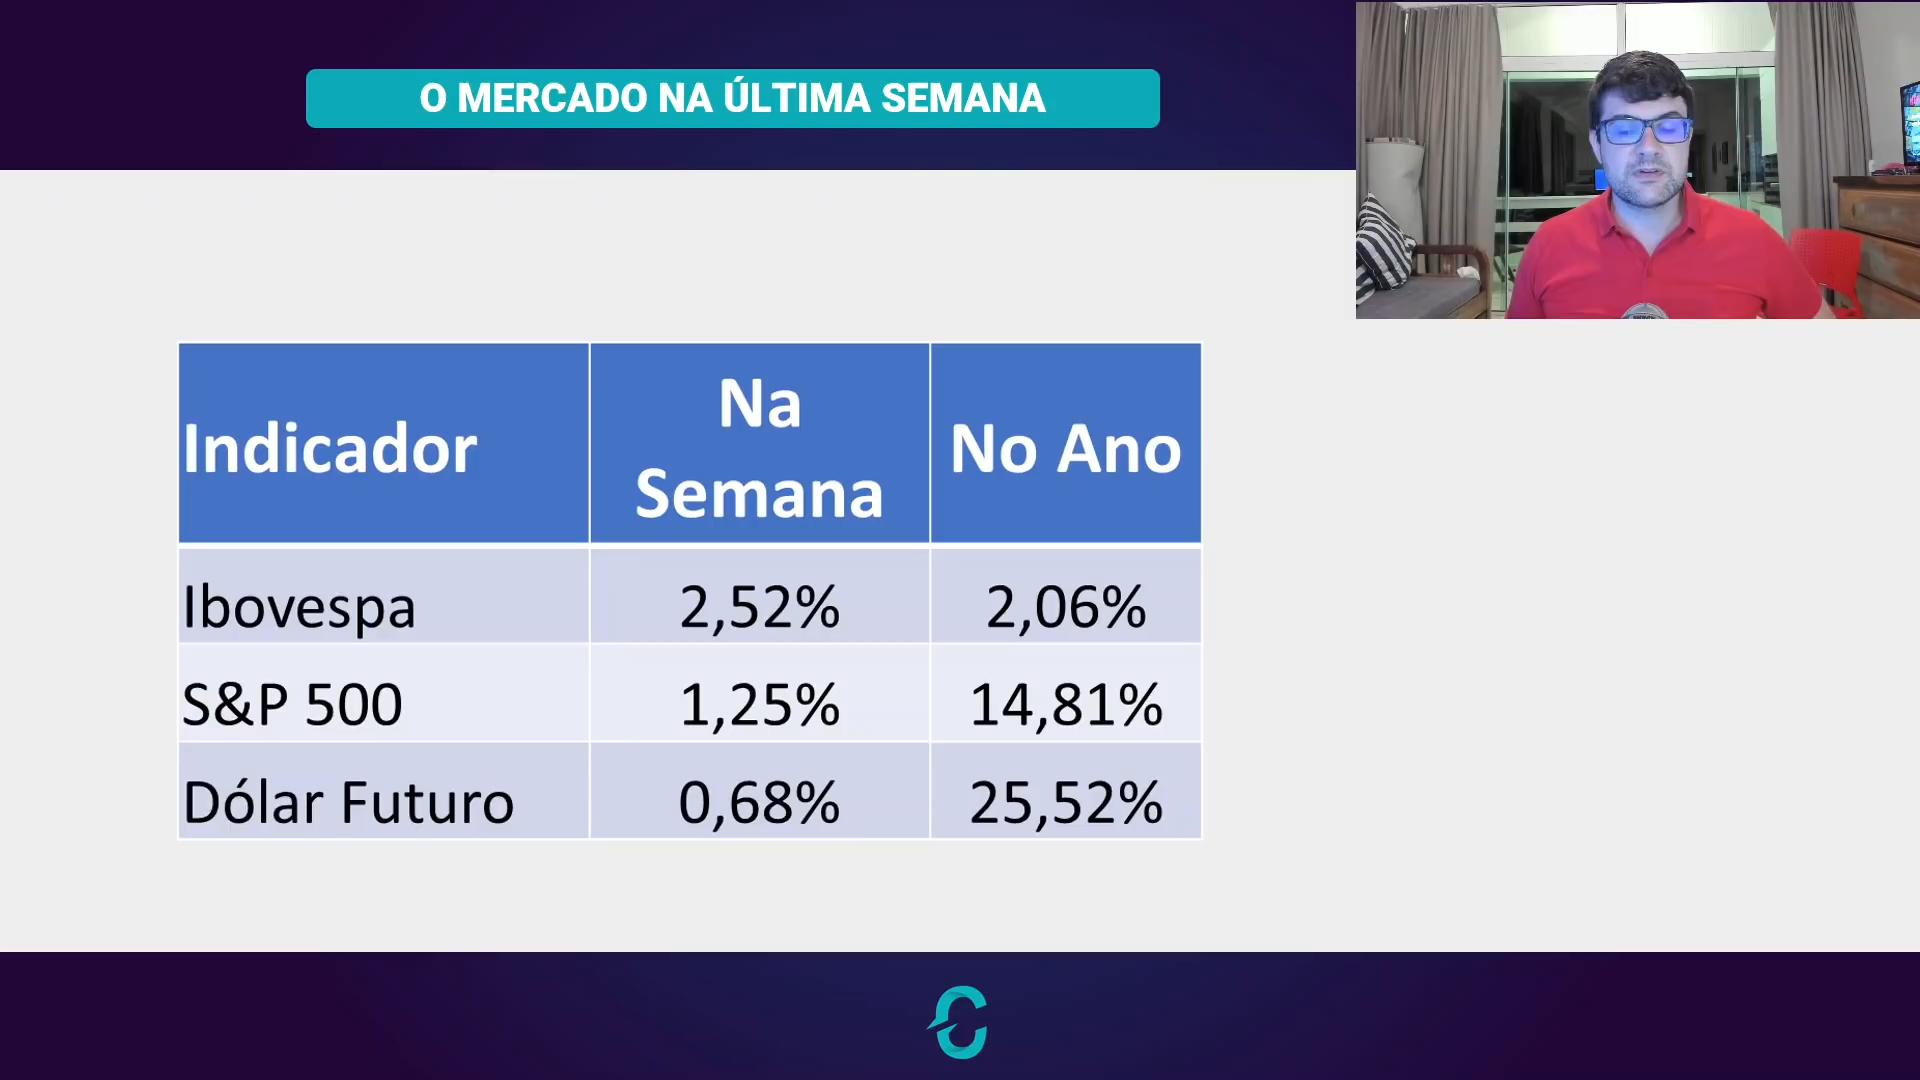 O MERCADO NA ÚLTIMA SEMANA
Indicador
Na
Semana
No Ano
Ibovespa
2,52%
2,06%
S&P 500
1,25%
14,81%
Dólar Futuro
0,68%
25,52%